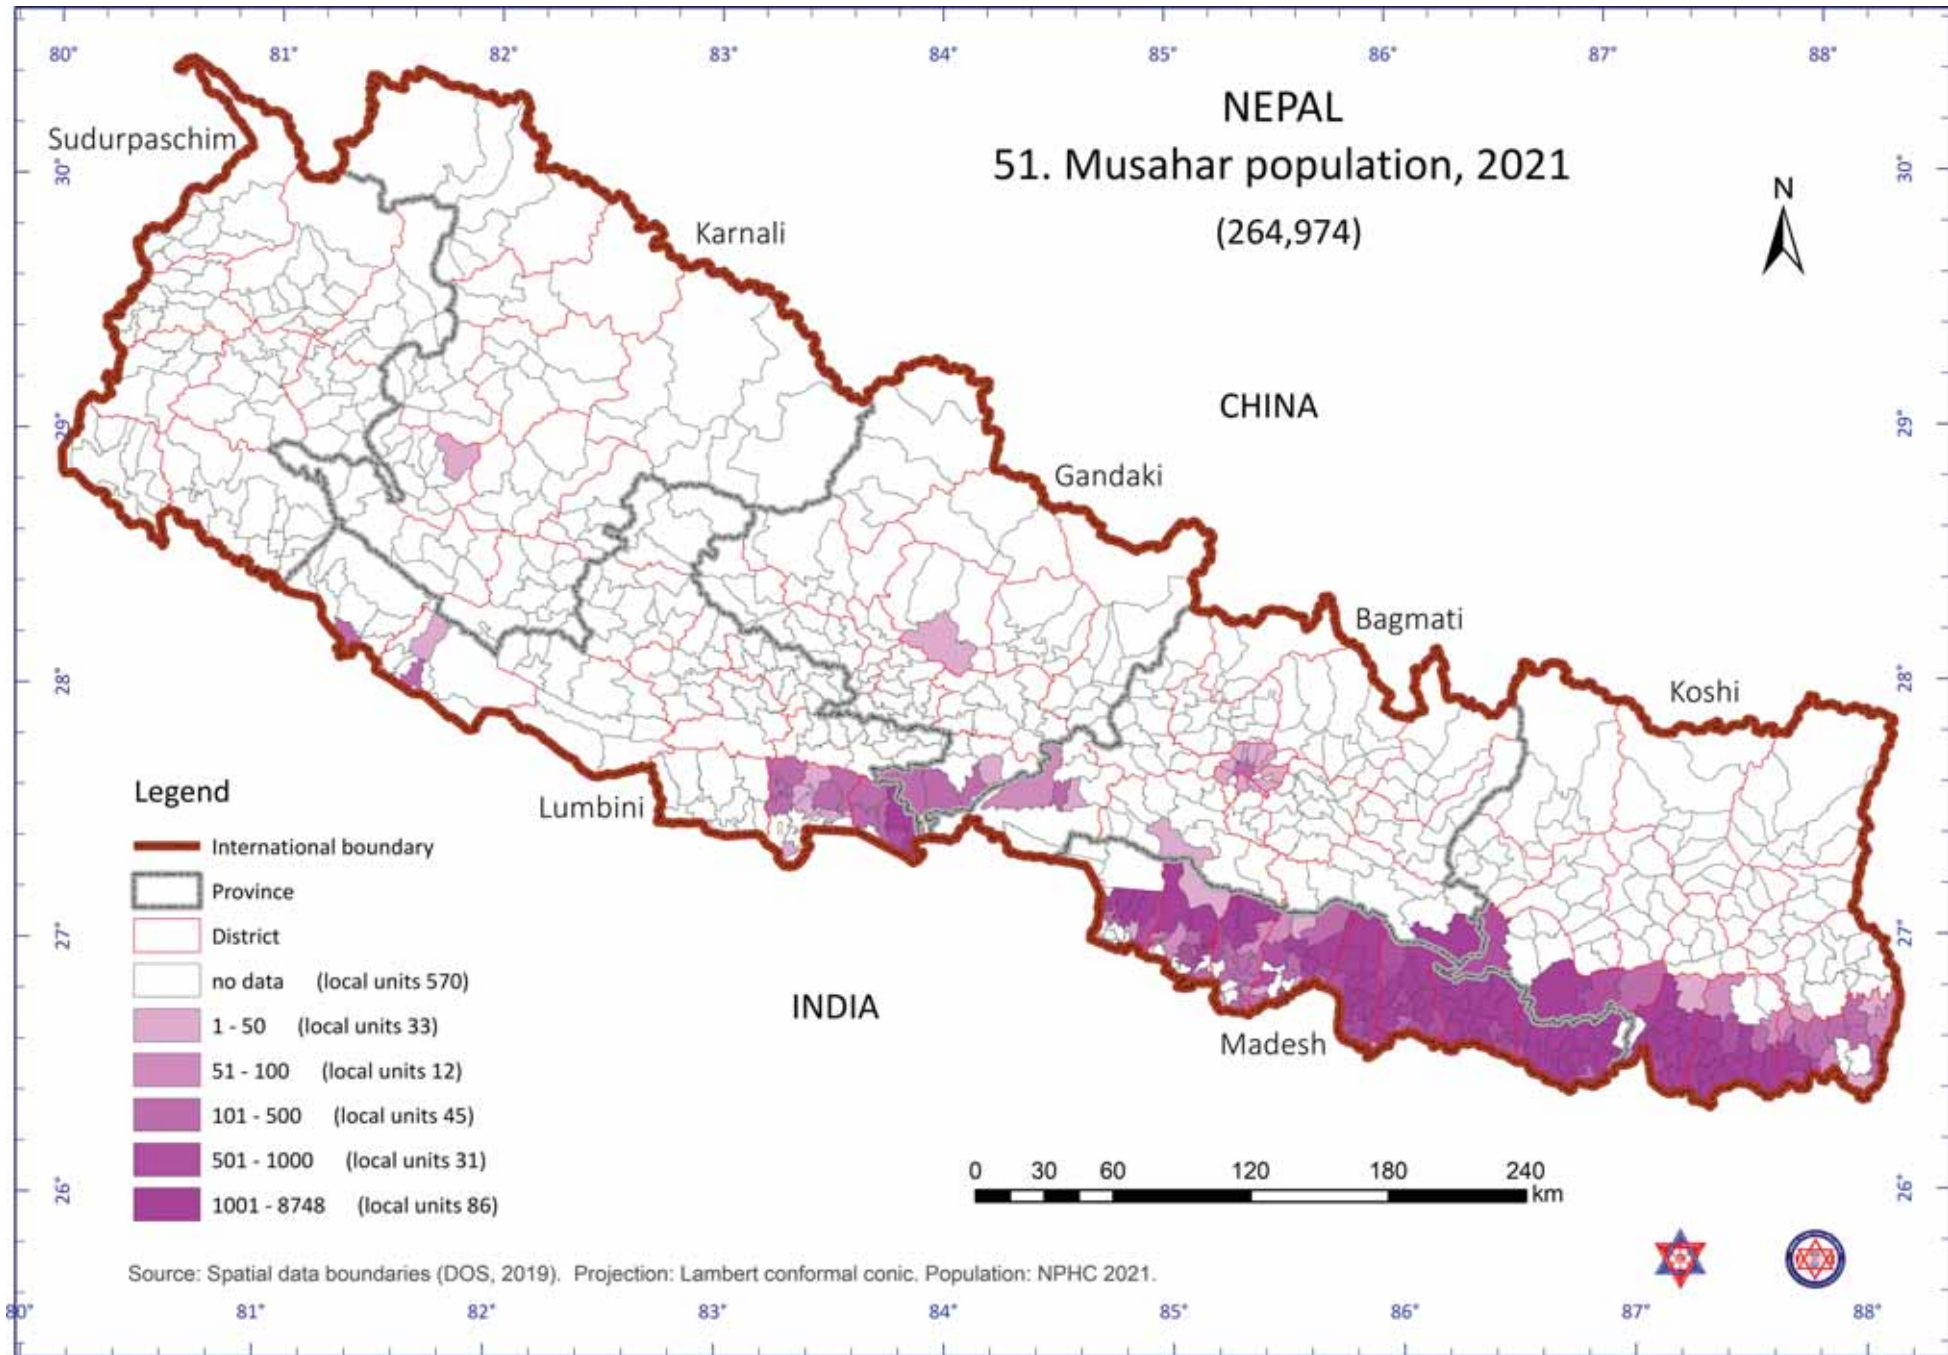 80° 81° 82° 83° 84° 85° 86° 87° 88°
NEPAL
51. Musahar population, 2021
(264,974)
N
Sudurpaschim
30° 30°
Karnali
CHINA
29° 29°
Gandaki
Bagmati
28° 28°
Koshi
Legend
Lumbini
International boundary
Province
27° 27°
District
no data (local units 570)
INDIA
1 - 50 (local units 33)
Madesh
51 - 100 (local units 12)
101 - 500 (local units 45)
501 - 1000 (local units 31)
1001 - 8748 (local units 86)
0 30 60 120 180 240
km
26° 26°
Source: Spatial data boundaries (DOS, 2019). Projection: Lambert conformal conic. Population: NPHC 2021.
80° 81° 82° 83° 84° 85° 86° 87° 88°